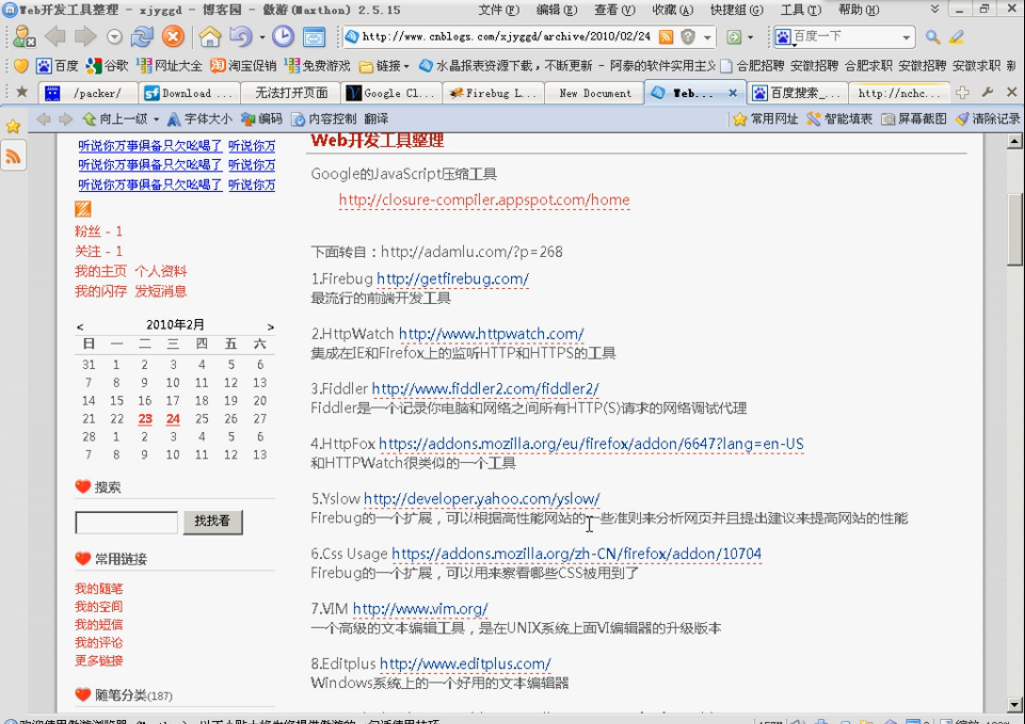 Web开发工具整理 - xjyggd - 博客园 - 傲游(Maxthon) 2.5.15
文件(F) 编辑(E) 查看(V) 收藏(A) 快捷组(G) 工具(T) 帮助(H)
http://www.cnblogs.com/xjyggd/archive/2010/02/24
百度一下
百度 谷歌 网址大全 淘宝促销 免费游戏 链接 水晶报表资源下载，不断更新 - 阿泰的软件实用主义 合肥招聘 安徽招聘 合肥求职 安徽招聘 安徽求职
/packer/ Download ... 无法打开页面 Google Cl... Firebug L... New Document Web... 百度搜索_... http://nchc...
向上一级 字体大小 编码 内容控制 翻译 常用网址 智能填表 屏幕截图 清除记录
听说你万事俱备只欠吆喝了 听说你万
听说你万事俱备只欠吆喝了 听说你万
听说你万事俱备只欠吆喝了 听说你万
粉丝 - 1
关注 - 1
我的主页 个人资料
我的闪存 发短消息
< 2010年2月 >
日 一 二 三 四 五 六
31 1 2 3 4 5 6
7 8 9 10 11 12 13
14 15 16 17 18 19 20
21 22 23 24 25 26 27
28 1 2 3 4 5 6
7 8 9 10 11 12 13
搜索
找找看
常用链接
我的随笔
我的空间
我的短信
我的评论
更多链接
随笔分类(187)
Web开发工具整理
Google的JavaScript压缩工具
http://closure-compiler.appspot.com/home
下面转自：http://adamlu.com/?p=268
1.Firebug http://getfirebug.com/
最流行的前端开发工具
2.HttpWatch http://www.httpwatch.com/
集成在IE和Firefox上的监听HTTP和HTTPS的工具
3.Fiddler http://www.fiddler2.com/fiddler2/
Fiddler是一个记录你电脑和网络之间所有HTTP(S)请求的网络调试代理
4.HttpFox https://addons.mozilla.org/eu/firefox/addon/6647?lang=en-US
和HTTPWatch很类似的一个工具
5.Yslow http://developer.yahoo.com/yslow/
Firebug的一个扩展，可以根据高性能网站的一些准则来分析网页并且提出建议来提高网站的性能
6.Css Usage https://addons.mozilla.org/zh-CN/firefox/addon/10704
Firebug的一个扩展，可以用来察看哪些CSS被用到了
7.VIM http://www.vim.org/
一个高级的文本编辑工具，是在UNIX系统上面VI编辑器的升级版本
8.Editplus http://www.editplus.com/
Windows系统上的一个好用的文本编辑器